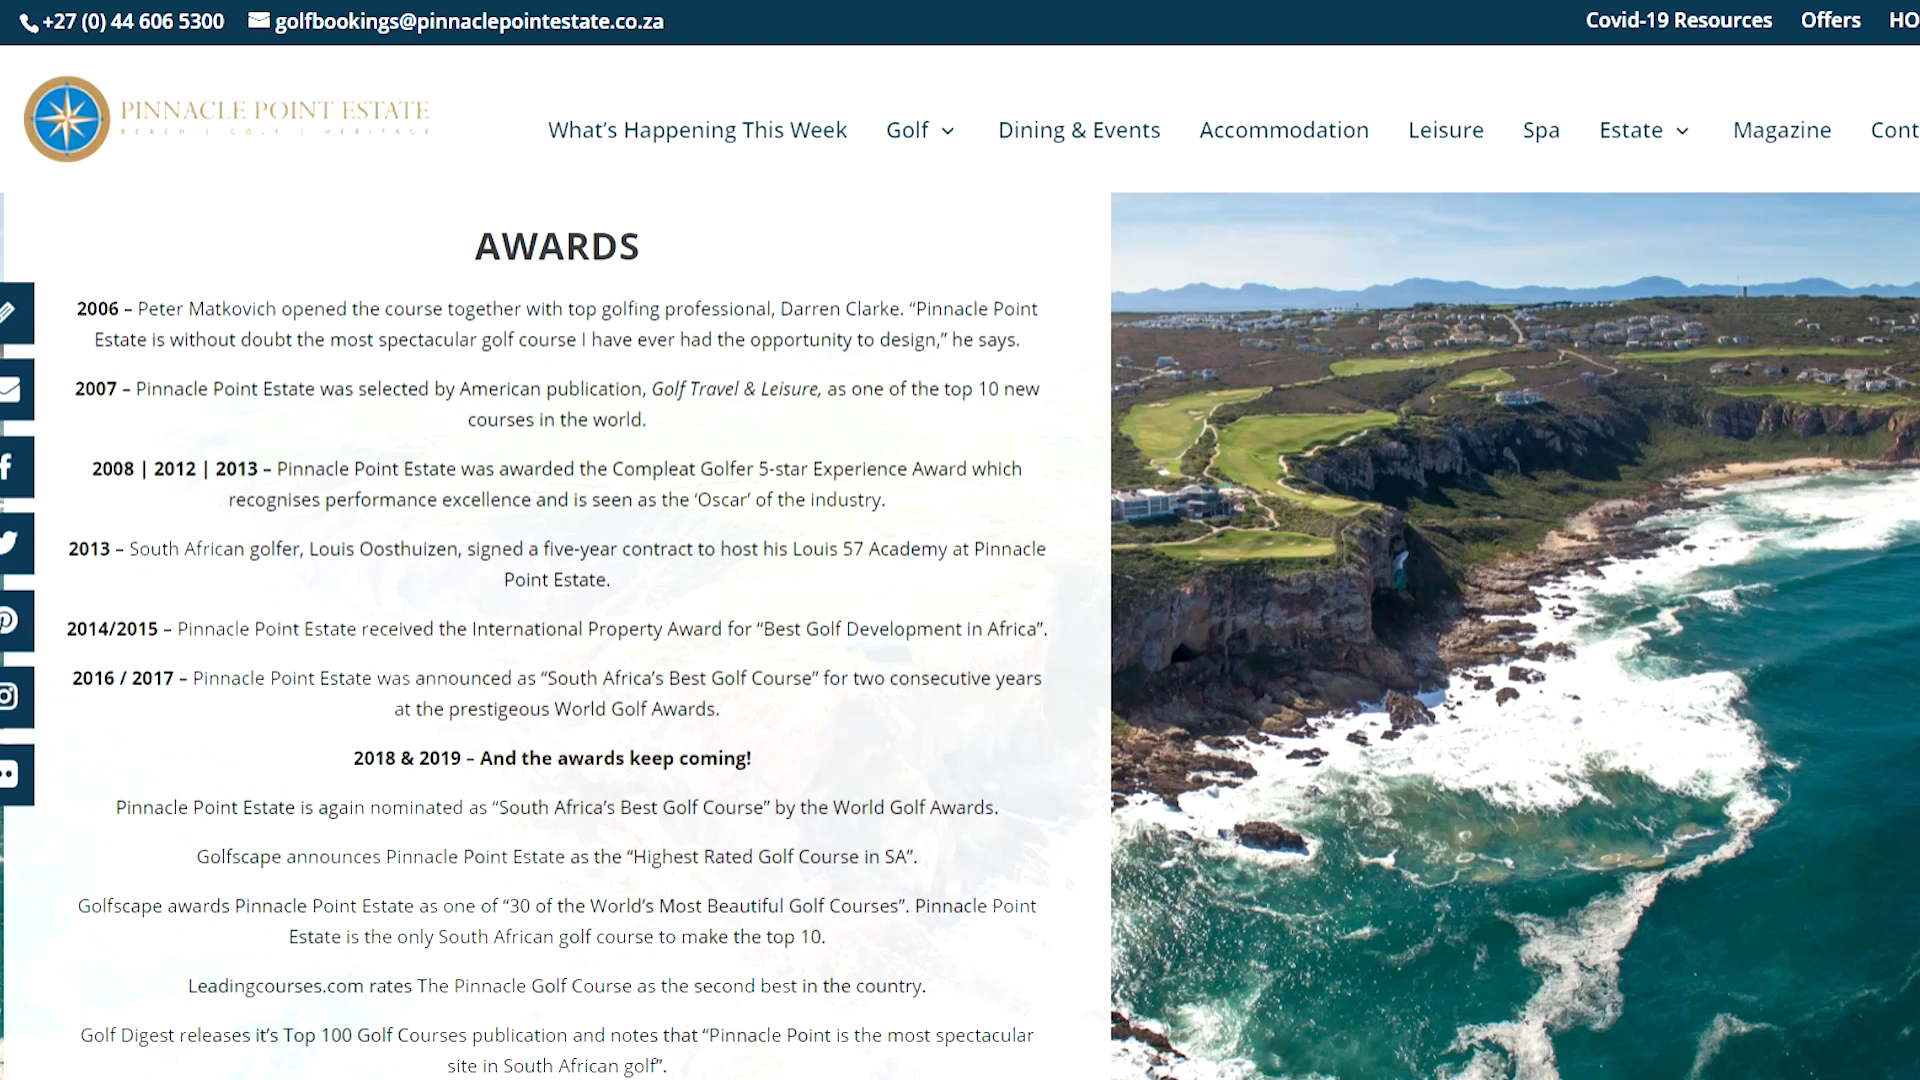 +27 (0) 44 606 5300 golfbookings@pinnaclepointestate.co.za Covid-19 Resources Offers HO
PINNACLE POINT ESTATE
BEACH | GOLF | HERITAGE
What's Happening This Week Golf Dining & Events Accommodation Leisure Spa Estate Magazine Cont
AWARDS
2006 – Peter Matkovich opened the course together with top golfing professional, Darren Clarke. “Pinnacle Point
Estate is without doubt the most spectacular golf course I have ever had the opportunity to design,” he says.
2007 – Pinnacle Point Estate was selected by American publication, Golf Travel & Leisure, as one of the top 10 new
courses in the world.
2008 | 2012 | 2013 – Pinnacle Point Estate was awarded the Compleat Golfer 5-star Experience Award which
recognises performance excellence and is seen as the ‘Oscar’ of the industry.
2013 – South African golfer, Louis Oosthuizen, signed a five-year contract to host his Louis 57 Academy at Pinnacle
Point Estate.
2014/2015 – Pinnacle Point Estate received the International Property Award for “Best Golf Development in Africa”.
2016 / 2017 – Pinnacle Point Estate was announced as “South Africa’s Best Golf Course” for two consecutive years
at the prestigeous World Golf Awards.
2018 & 2019 – And the awards keep coming!
Pinnacle Point Estate is again nominated as “South Africa’s Best Golf Course” by the World Golf Awards.
Golfscape announces Pinnacle Point Estate as the “Highest Rated Golf Course in SA”.
Golfscape awards Pinnacle Point Estate as one of “30 of the World’s Most Beautiful Golf Courses”. Pinnacle Point
Estate is the only South African golf course to make the top 10.
Leadingcourses.com rates The Pinnacle Golf Course as the second best in the country.
Golf Digest releases it’s Top 100 Golf Courses publication and notes that “Pinnacle Point is the most spectacular
site in South African golf”.